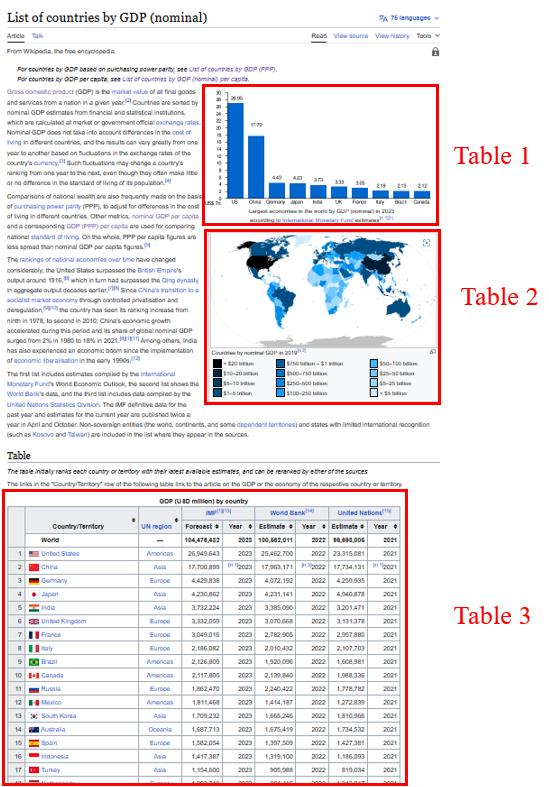 List of countries by GDP (nominal)
75 languages
Article Talk
Read View source View history Tools
From Wikipedia, the free encyclopedia
For countries by GDP based on purchasing power parity, see List of countries by GDP (PPP).
For countries by GDP per capita, see List of countries by GDP (nominal) per capita.
Gross domestic product (GDP) is the market value of all final goods
and services from a nation in a given year.[2] Countries are sorted by
nominal GDP estimates from financial and statistical institutions,
which are calculated at market or government official exchange rates.
Nominal GDP does not take into account differences in the cost of
living in different countries, and the results can vary greatly from one
year to another based on fluctuations in the exchange rates of the
country's currency.[3] Such fluctuations may change a country's
ranking from one year to the next, even though they often make little
or no difference in the standard of living of its population.[4]
Comparisons of national wealth are also frequently made on the basis
of purchasing power parity (PPP), to adjust for differences in the cost
of living in different countries. Other metrics, nominal GDP per capita
and a corresponding GDP (PPP) per capita are used for comparing
national standard of living. On the whole, PPP per capita figures are
less spread than nominal GDP per capita figures.[5]
The rankings of national economies over time have changed
considerably; the United States surpassed the British Empire's
output around 1916,[6] which in turn had surpassed the Qing dynasty
in aggregate output decades earlier.[7][8] Since China's transition to a
socialist market economy through controlled privatisation and
deregulation,[9][10] the country has seen its ranking increase from
ninth in 1978, to second in 2010; China's economic growth
accelerated during this period and its share of global nominal GDP
surged from 2% in 1980 to 18% in 2021. Among others, India
has also experienced an economic boom since the implementation
of economic liberalisation in the early 1990s.[12]
The first list includes estimates compiled by the International
Monetary Fund's World Economic Outlook, the second list shows the
World Bank's data, and the third list includes data compiled by the
United Nations Statistics Division. The IMF definitive data for the
past year and estimates for the current year are published twice a
year in April and October. Non-sovereign entities (the world, continents, and some dependent territories) and states with limited international recognition
(such as Kosovo and Taiwan) are included in the list where they appear in the sources.
30
28
26
24
22
20
18
16
14
12
10
8
6
4
2
US$ Tn
26.95 17.70 4.43 4.23 3.73 3.33 3.05 2.19 2.13 2.12
US China Germany Japan India UK France Italy Brazil Canada
Largest economies in the world by GDP (nominal) in 2023
according to International Monetary Fund estimates
Table 1
Countries by nominal GDP in 2019
> $20 trillion $750 billion – $1 trillion $50–100 billion
$10–20 trillion $500–750 billion $25–50 billion
$5–10 trillion $250–500 billion $5–25 billion
$1–5 trillion $100–250 billion < $5 billion
Table 2
Table
The table initially ranks each country or territory with their latest available estimates, and can be reranked by either of the sources
The links in the "Country/Territory" row of the following table link to the article on the GDP or the economy of the respective country or territory.
GDP (USD million) by country
Country/Territory UN region IMF[1][13] World Bank[14] United Nations[15]
Forecast Year Estimate Year Estimate Year
World — 104,476,432 2023 100,562,011 2022 96,698,005 2021
1 United States Americas 26,949,643 2023 25,462,700 2022 23,315,081 2021
2 China Asia 17,700,899 [n 1]2023 17,963,171 [n 3]2022 17,734,131 [n 1]2021
3 Germany Europe 4,429,838 2023 4,072,192 2022 4,259,935 2021
4 Japan Asia 4,230,862 2023 4,231,141 2022 4,940,878 2021
5 India Asia 3,732,224 2023 3,385,090 2022 3,201,471 2021
6 United Kingdom Europe 3,332,059 2023 3,070,668 2022 3,131,378 2021
7 France Europe 3,049,016 2023 2,782,905 2022 2,957,880 2021
8 Italy Europe 2,186,082 2023 2,010,432 2022 2,107,703 2021
9 Brazil Americas 2,126,809 2023 1,920,096 2022 1,608,981 2021
10 Canada Americas 2,117,805 2023 2,139,840 2022 1,988,336 2021
11 Russia Europe 1,862,470 2023 2,240,422 2022 1,778,782 2021
12 Mexico Americas 1,811,468 2023 1,414,187 2022 1,272,839 2021
13 South Korea Asia 1,709,232 2023 1,665,246 2022 1,810,966 2021
14 Australia Oceania 1,687,713 2023 1,675,419 2022 1,734,532 2021
15 Spain Europe 1,582,054 2023 1,397,509 2022 1,427,381 2021
16 Indonesia Asia 1,417,387 2023 1,319,100 2022 1,186,093 2021
17 Turkey Asia 1,154,600 2023 905,988 2022 819,034 2021
Table 3